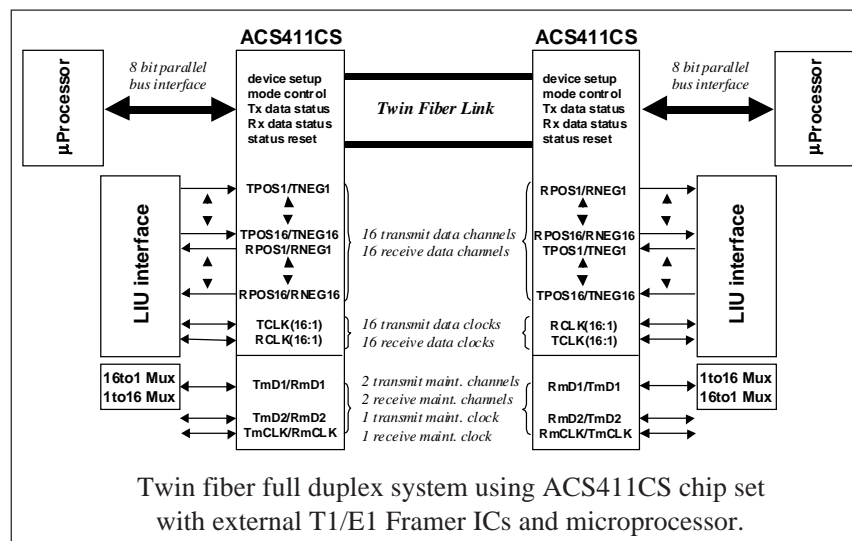 ACS411CS
ACS411CS
µProcessor
8 bit parallel
bus interface
device setup
mode control
Tx data status
Rx data status
status reset
Twin Fiber Link
device setup
mode control
Tx data status
Rx data status
status reset
8 bit parallel
bus interface
µProcessor
LIU interface
TPOS1/TNEG1
TPOS16/TNEG16
RPOS1/RNEG1
RPOS16/RNEG16
TCLK(16:1)
RCLK(16:1)
16 transmit data channels
16 receive data channels
16 transmit data clocks
16 receive data clocks
RPOS1/RNEG1
RPOS16/RNEG16
TPOS1/TNEG1
TPOS16/TNEG16
RCLK(16:1)
TCLK(16:1)
LIU interface
16to1 Mux
1to16 Mux
TmD1/RmD1
TmD2/RmD2
TmCLK/RmCLK
2 transmit maint. channels
2 receive maint. channels
1 transmit maint. clock
1 receive maint. clock
RmD1/TmD1
RmD2/TmD2
RmCLK/TmCLK
1to16 Mux
16to1 Mux
Twin fiber full duplex system using ACS411CS chip set
with external T1/E1 Framer ICs and microprocessor.